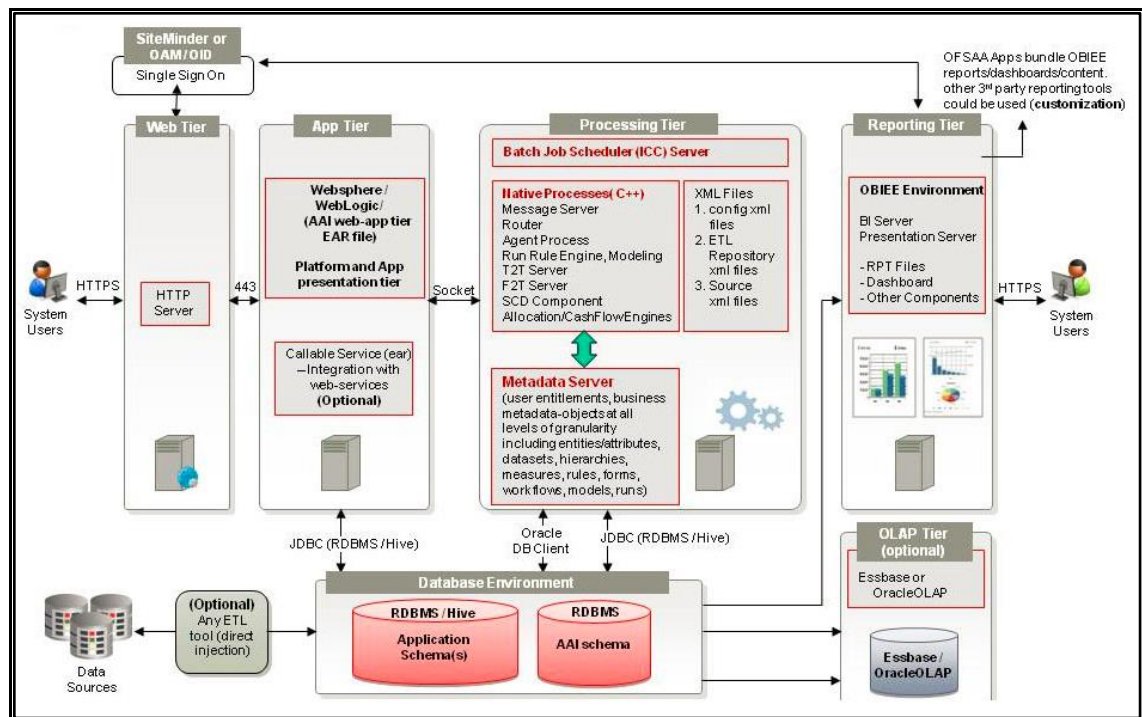 SiteMinder or
OAM/OID
Single Sign On
OFSAA Apps bundle OBIEE
reports/dashboards/content.
other 3rd party reporting tools
could be used (customization)
Web Tier
App Tier
Processing Tier
Reporting Tier
Batch Job Scheduler (ICC) Server
Websphere /
WebLogic /
(AAI web-app tier
EAR file)
Platform and App
presentation tier
Native Processes( C++)
Message Server
Router
Agent Process
Run Rule Engine, Modeling
T2T Server
F2T Server
SCD Component
Allocation/CashFlowEngines
XML Files
1. config xml
files
2. ETL
Repository
xml files
3. Source
xml files
OBIEE Environment
BI Server
Presentation Server
- RPT Files
- Dashboard
- Other Components
HTTPS
System
Users
HTTP
Server
443
Socket
HTTPS
System
Users
Callable Service (ear)
–Integration with
web-services
(Optional)
Metadata Server
(user entitlements, business
metadata-objects at all
levels of granularity
including entities/attributes,
datasets, hierarchies,
measures, rules, forms,
workflows, models, runs)
JDBC (RDBMS /Hive)
Oracle
DB Client
JDBC (RDBMS /Hive)
OLAP Tier
(optional)
Essbase or
OracleOLAP
Database Environment
(Optional)
Any ETL
tool (direct
injection)
RDBMS / Hive
Application
Schema(s)
RDBMS
AAI schema
Essbase /
OracleOLAP
Data
Sources